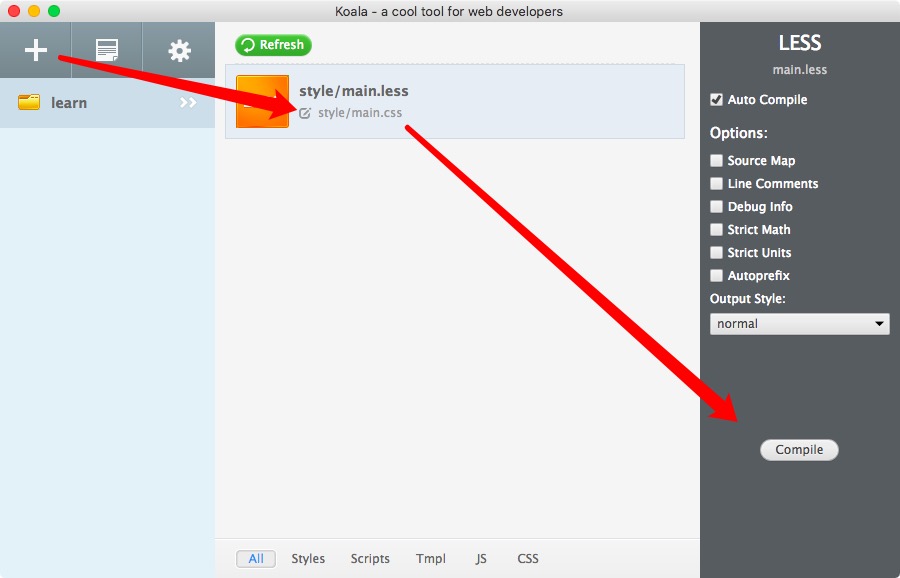 Koala - a cool tool for web developers
Refresh
learn
style/main.less
style/main.css
LESS
main.less
Auto Compile
Options:
Source Map
Line Comments
Debug Info
Strict Math
Strict Units
Autoprefix
Output Style:
normal
Compile
All Styles Scripts Tmpl JS CSS